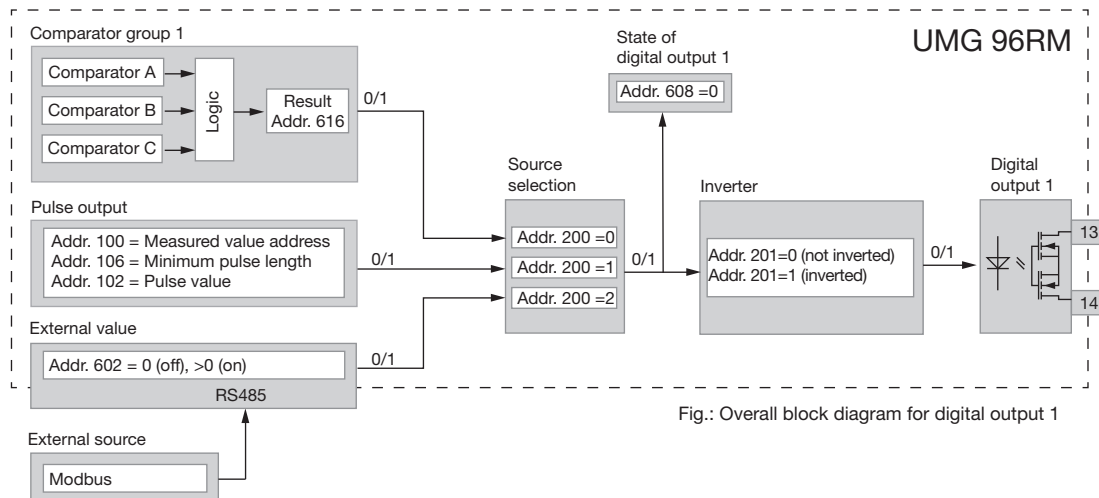 UMG 96RM
Comparator group 1
Comparator A
Comparator B
Comparator C
Logic
Result
Addr. 616
0/1
State of
digital output 1
Addr. 608 =0
Pulse output
Addr. 100 = Measured value address
Addr. 106 = Minimum pulse length
Addr. 102 = Pulse value
0/1
External value
Addr. 602 = 0 (off), >0 (on)
RS485
0/1
External source
Modbus
Source
selection
Addr. 200 =0
Addr. 200 =1
Addr. 200 =2
0/1
Inverter
Addr. 201=0 (not inverted)
Addr. 201=1 (inverted)
0/1
Digital
output 1
13
14
Fig.: Overall block diagram for digital output 1